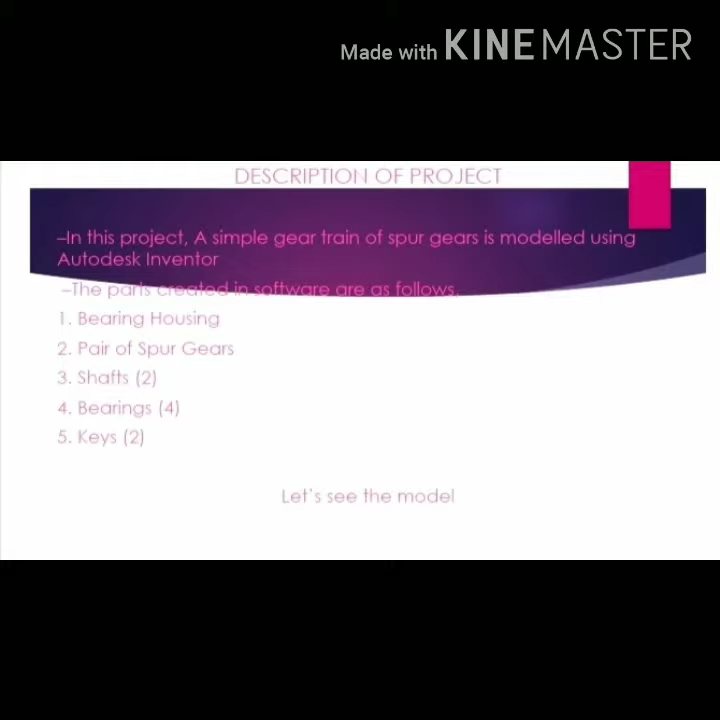 Made with KINEMASTER
DESCRIPTION OF PROJECT
–In this project, A simple gear train of spur gears is modelled using
Autodesk Inventor
–The parts created in software are as follows.
1. Bearing Housing
2. Pair of Spur Gears
3. Shafts (2)
4. Bearings (4)
5. Keys (2)
Let's see the model